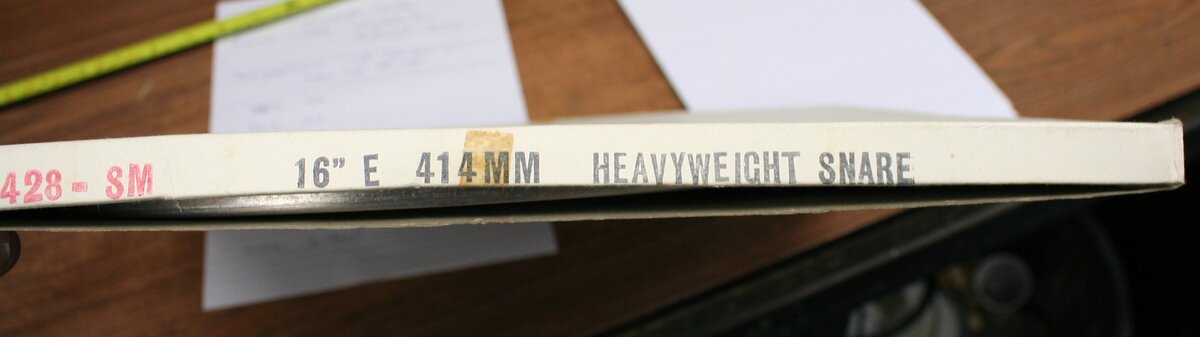 428 - SM 16" E 414MM HEAVYWEIGHT SNARE